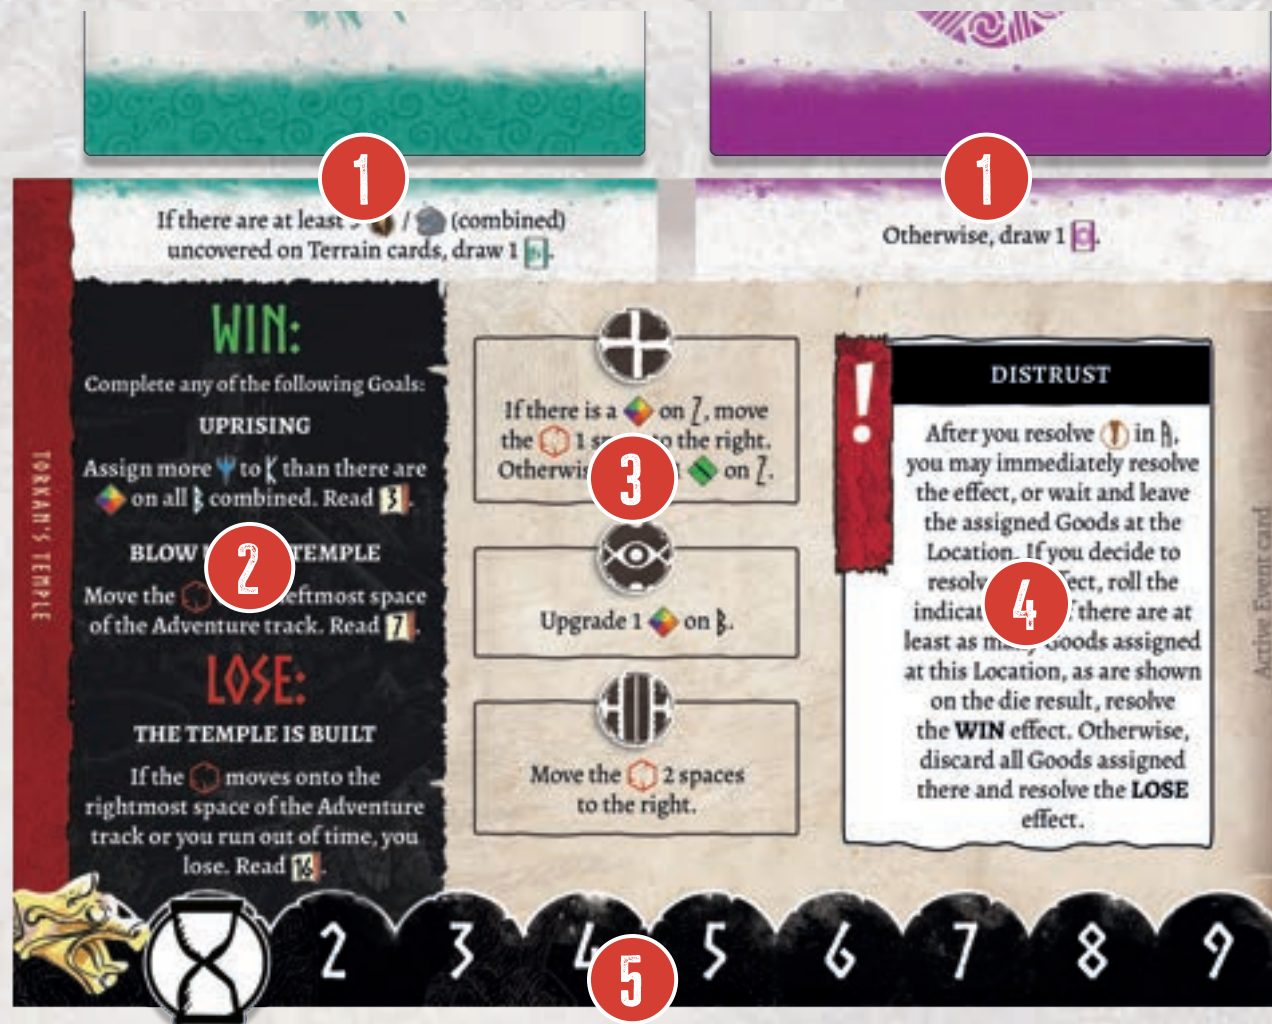 1
1
If there are at least / (combined)
uncovered on Terrain cards, draw 1 .
Otherwise, draw 1 .
TORKAN'S TEMPLE
WIN:
Complete any of the following Goals:
UPRISING
Assign more to than there are
on all combined. Read 3.
BLOW TEMPLE
Move the leftmost space
of the Adventure track. Read 7.
LOSE:
THE TEMPLE IS BUILT
If the moves onto the
rightmost space of the Adventure
track or you run out of time, you
lose. Read 16.
2
If there is a on , move
the 1 to the right.
on .
3
Upgrade 1 on .
Move the 2 spaces
to the right.
!
DISTRUST
After you resolve in ,
you may immediately resolve
the effect, or wait and leave
the assigned Goods at the
Location. If you decide to
roll the
there are at
least as Goods assigned
at this Location, as are shown
on the die result, resolve
the WIN effect. Otherwise,
discard all Goods assigned
there and resolve the LOSE
effect.
4
Active Event card
2 3 4 5 6 7 8 9
5